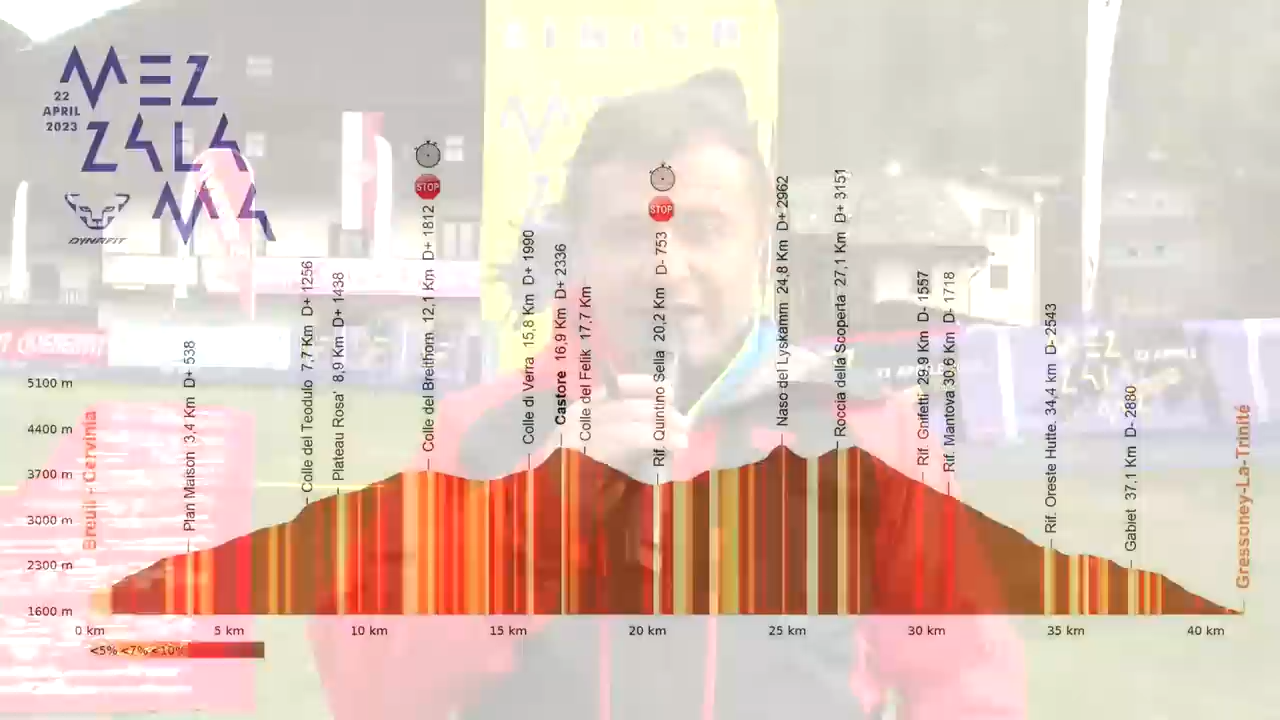 MEZ
ZALA
MA
22
APRIL
2023
DYNAFIT
FINISH
STOP
STOP
Breuil - Cervinia
Plan Maison 3,4 Km D+ 538
Colle del Teodulo 7,7 Km D+ 1256
Plateau Rosa' 8,9 Km D+ 1438
Colle del Breithorn 12,1 Km D+ 1812
Colle di Verra 15,8 Km D+ 1990
Castore 16,9 Km D+ 2336
Colle del Felik 17,7 Km
Rif. Quintino Sella 20,2 Km D- 753
Naso del Lyskamm 24,8 Km D+ 2962
Roccia della Scoperta 27,1 Km D+ 3151
Rif. Gnifetti 29,9 Km D- 1557
Rif. Mantova 30,6 Km D- 1718
Rif. Oreste Hutte 34,4 km D- 2543
Gabiet 37,1 Km D- 2880
Gressoney-La-Trinité
5100 m
4400 m
3700 m
3000 m
2300 m
1600 m
0 km 5 km 10 km 15 km 20 km 25 km 30 km 35 km 40 km
<5% <7% <10%